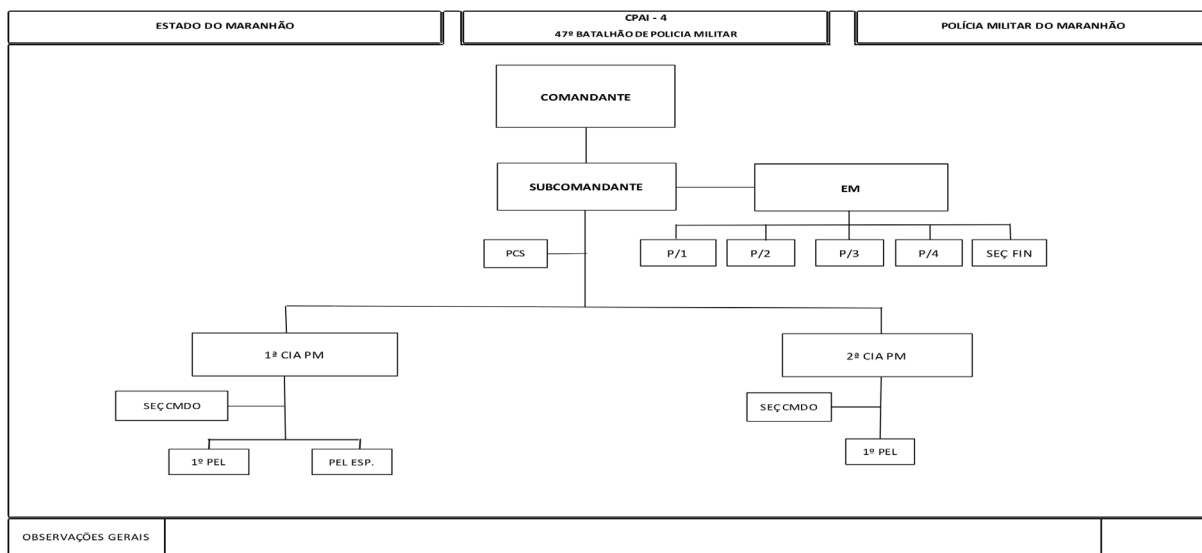 ESTADO DO MARANHÃO
CPAI - 4
47º BATALHÃO DE POLICIA MILITAR
POLÍCIA MILITAR DO MARANHÃO
COMANDANTE
SUBCOMANDANTE
EM
PCS
P/1
P/2
P/3
P/4
SEÇ FIN
1ª CIA PM
2ª CIA PM
SEÇ CMDO
SEÇ CMDO
1º PEL
PEL ESP.
1º PEL
OBSERVAÇÕES GERAIS